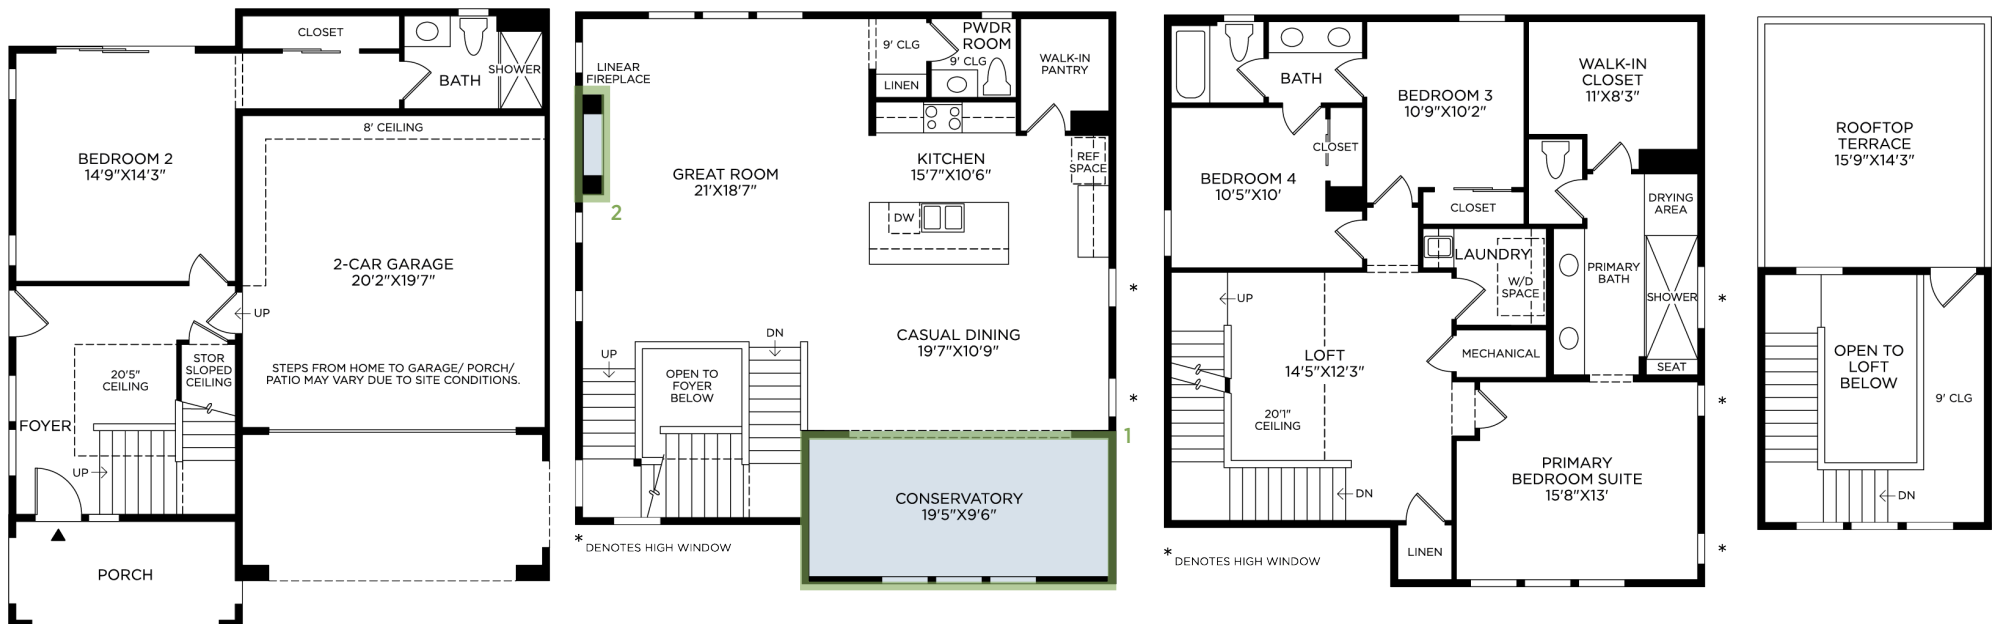 CLOSET
BATH
SHOWER
BEDROOM 2
14'9"X14'3"
8' CEILING
2-CAR GARAGE
20'2"X19'7"
UP
STOR
SLOPED
CEILING
STEPS FROM HOME TO GARAGE/ PORCH/
PATIO MAY VARY DUE TO SITE CONDITIONS.
20'5"
CEILING
FOYER
UP
PORCH
LINEAR
FIREPLACE
2
GREAT ROOM
21'X18'7"
9' CLG
LINEN
PWDR
ROOM
9' CLG
WALK-IN
PANTRY
KITCHEN
15'7"X10'6"
REF
SPACE
DW
*
CASUAL DINING
19'7"X10'9"
DN
UP
OPEN TO
FOYER
BELOW
*
1
CONSERVATORY
19'5"X9'6"
* DENOTES HIGH WINDOW
BATH
BEDROOM 3
10'9"X10'2"
WALK-IN
CLOSET
11'X8'3"
CLOSET
BEDROOM 4
10'5"X10'
CLOSET
DRYING
AREA
LAUNDRY
W/D
SPACE
PRIMARY
BATH
SHOWER
*
SEAT
UP
LOFT
14'5"X12'3"
MECHANICAL
20'1"
CEILING
*
PRIMARY
BEDROOM SUITE
15'8"X13'
DN
LINEN
*
* DENOTES HIGH WINDOW
ROOFTOP
TERRACE
15'9"X14'3"
OPEN TO
LOFT
BELOW
9' CLG
DN